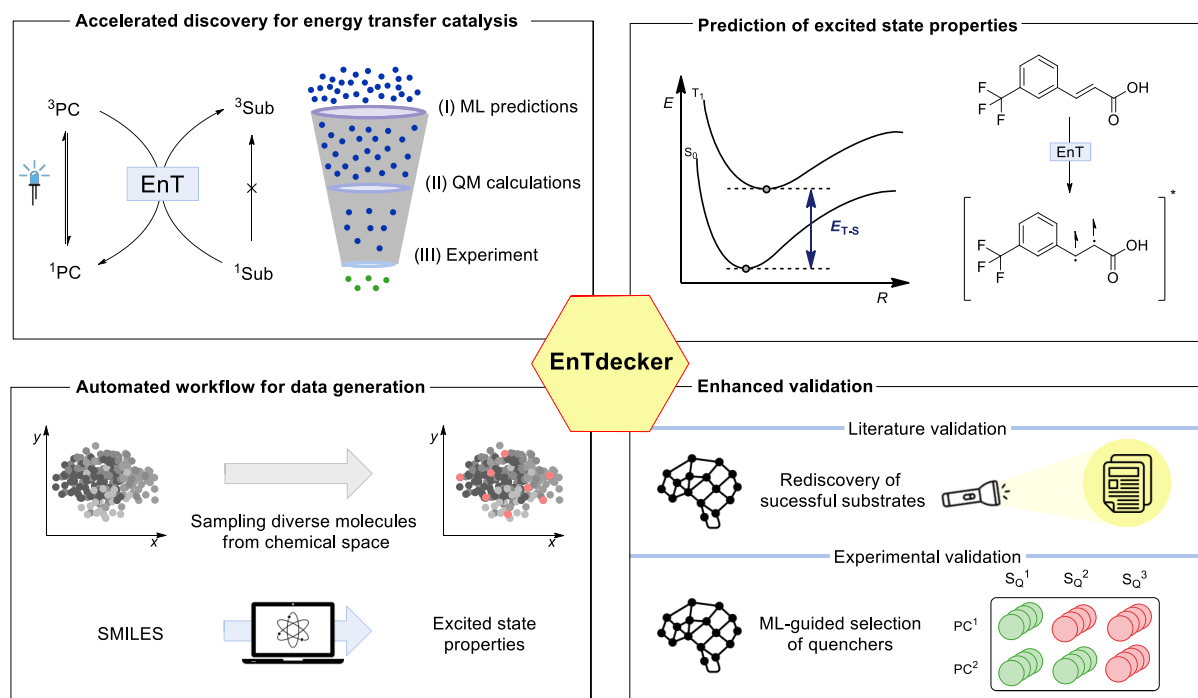 Accelerated discovery for energy transfer catalysis
³PC
³Sub
EnT
¹PC
¹Sub
(I) ML predictions
(II) QM calculations
(III) Experiment
Prediction of excited state properties
E
T₁
S₀
E_T-S
R
F
F
F
OH
O
EnT
F
F
F
OH
O
*
EnTdecker
Automated workflow for data generation
y
x
Sampling diverse molecules
from chemical space
y
x
SMILES
Excited state
properties
Enhanced validation
Literature validation
Rediscovery of
sucessful substrates
Experimental validation
ML-guided selection
of quenchers
S_Q¹ S_Q² S_Q³
PC¹
PC²